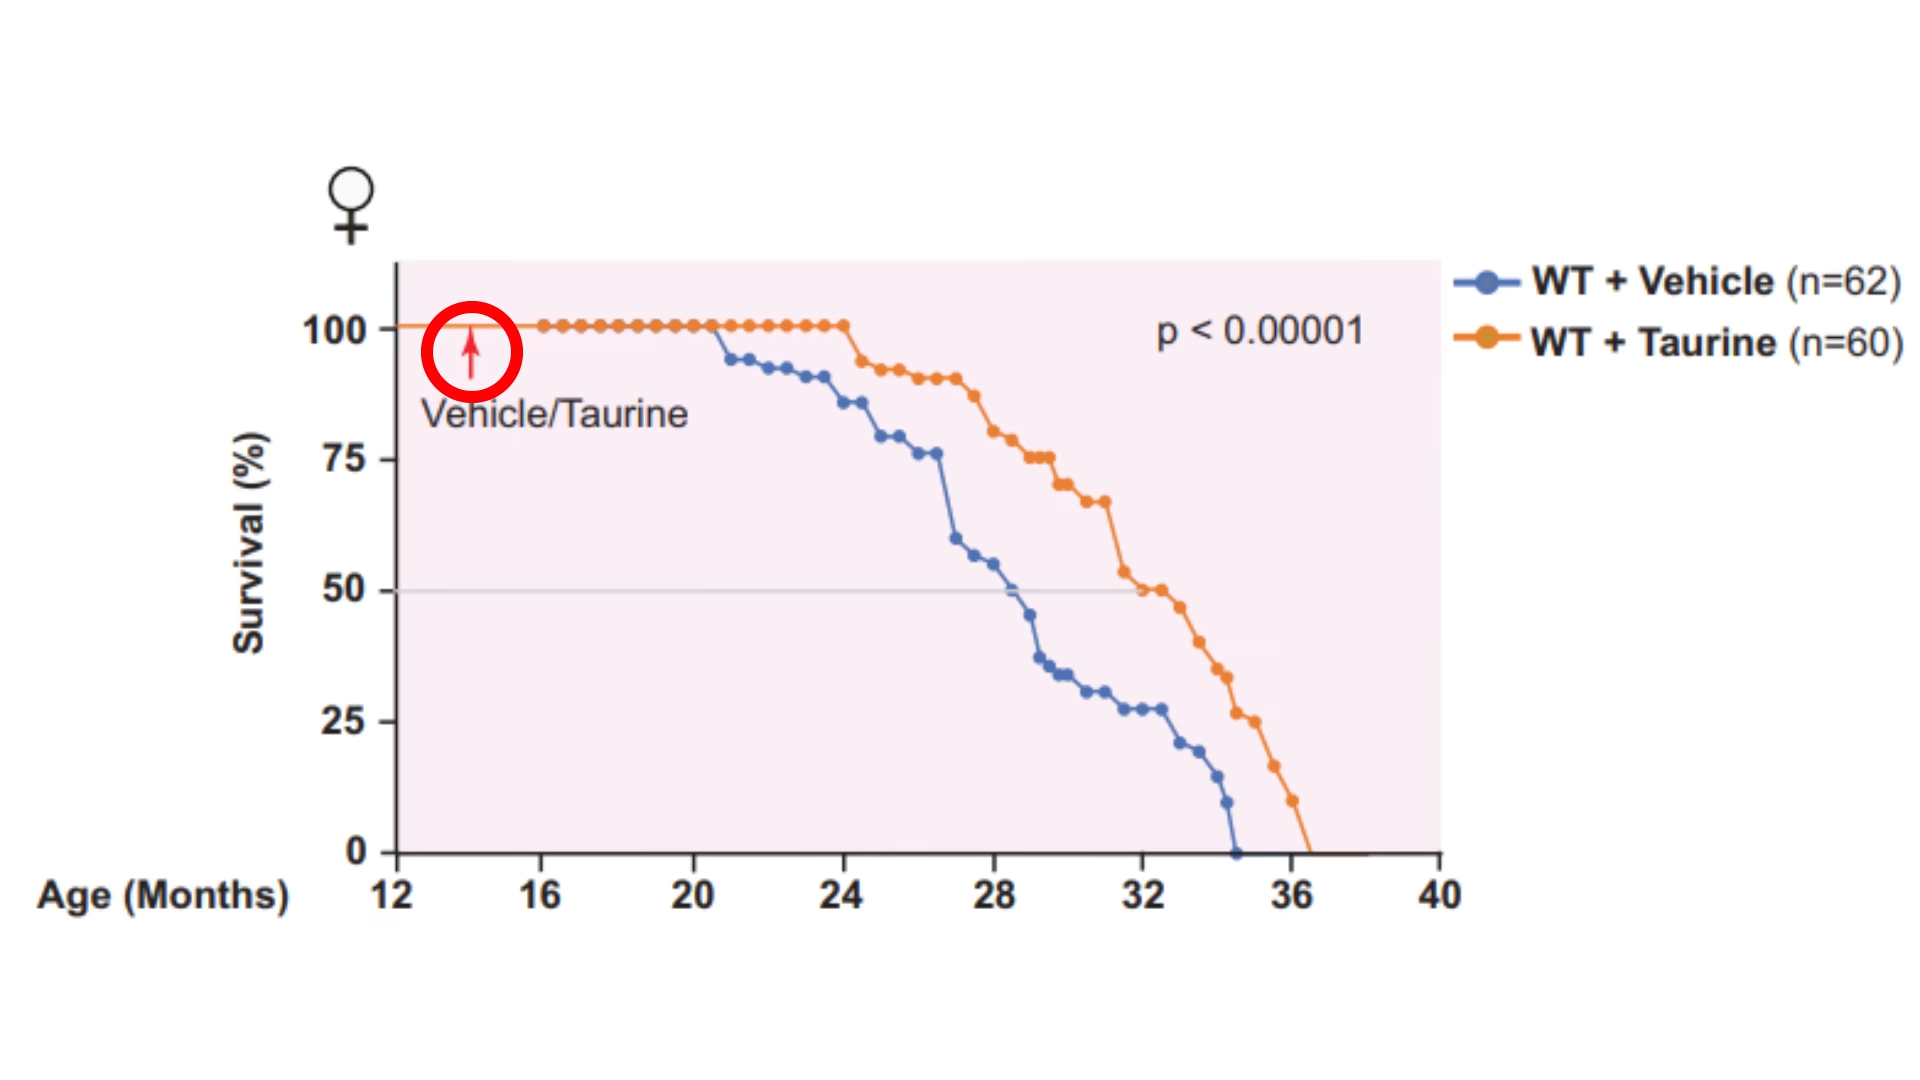 ♀
WT + Vehicle (n=62)
WT + Taurine (n=60)
p < 0.00001
Vehicle/Taurine
Survival (%)
100
75
50
25
0
12 16 20 24 28 32 36 40
Age (Months)